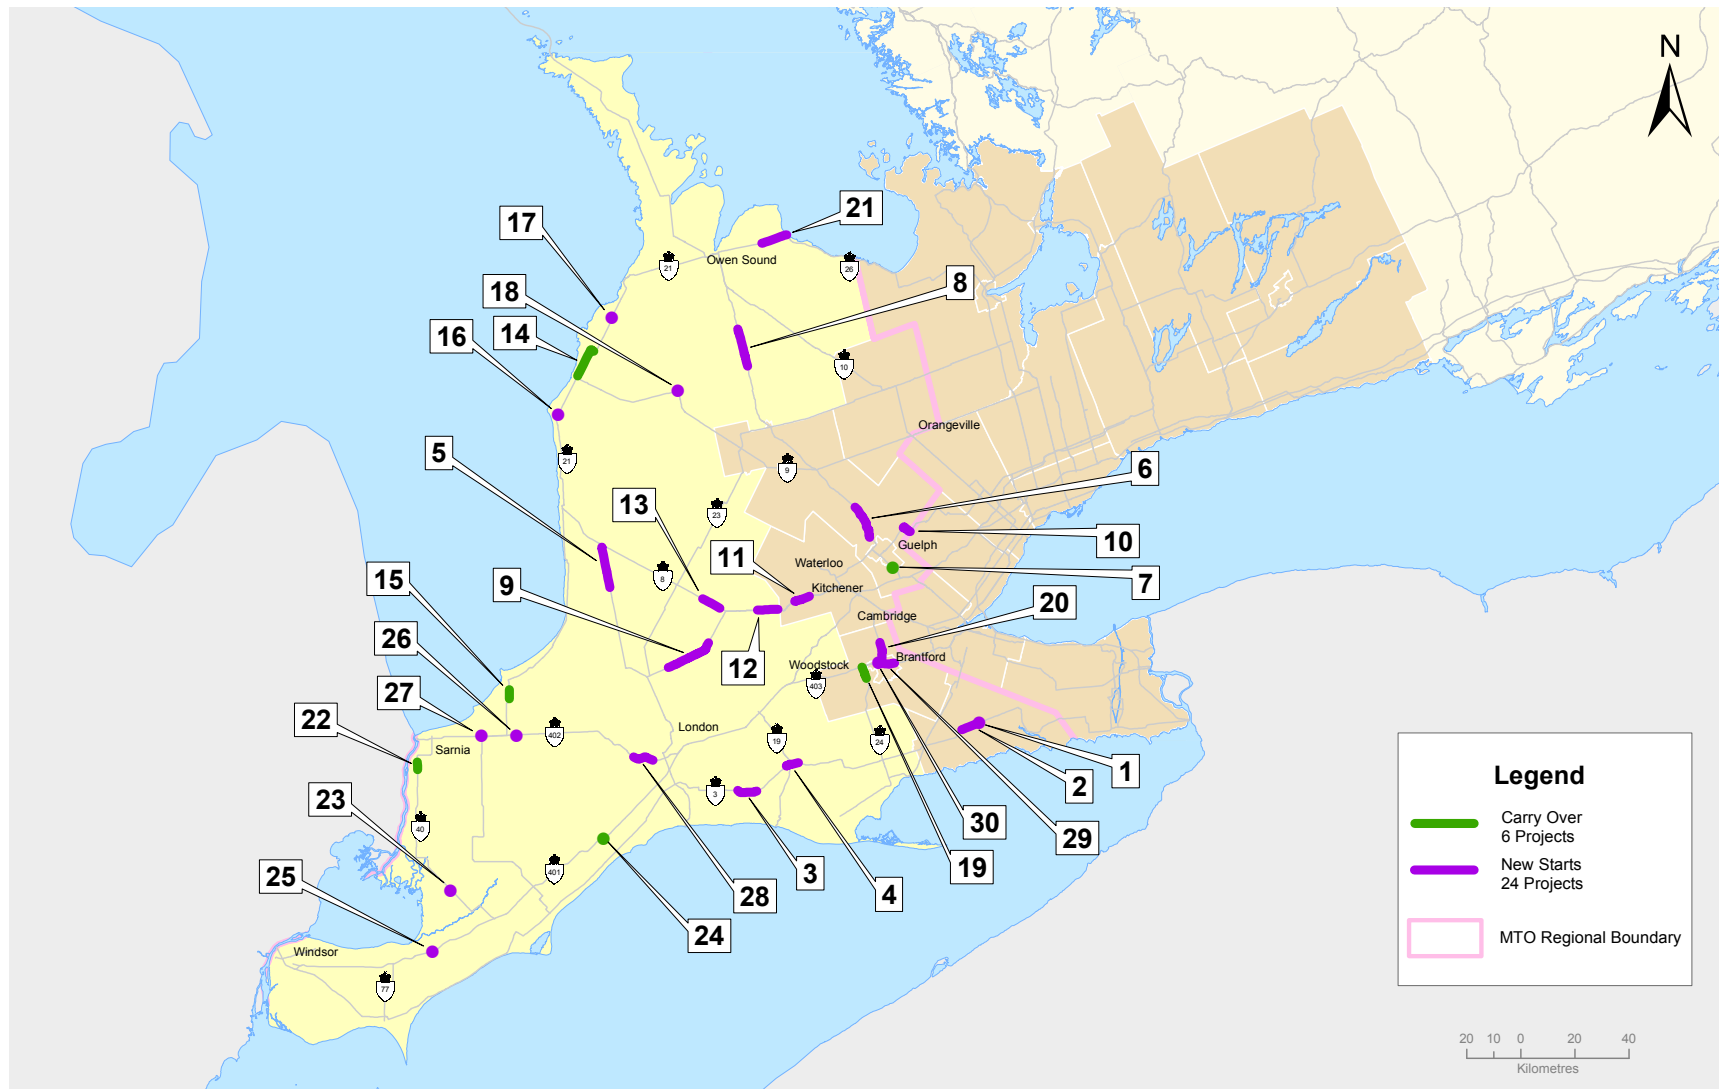 N
21
17
Owen Sound
21
26
8
18
14
16
10
Orangeville
5
21
9
6
13
23
10
Guelph
11
Waterloo
15
8
Kitchener
7
9
20
Cambridge
26
12
Woodstock
Brantford
403
27
22
London
402
19
24
1
Sarnia
2
23
3
30
29
40
3
4
19
25
401
28
24
Windsor
77
Legend
Carry Over
6 Projects
New Starts
24 Projects
MTO Regional Boundary
20 10 0 20 40
Kilometres